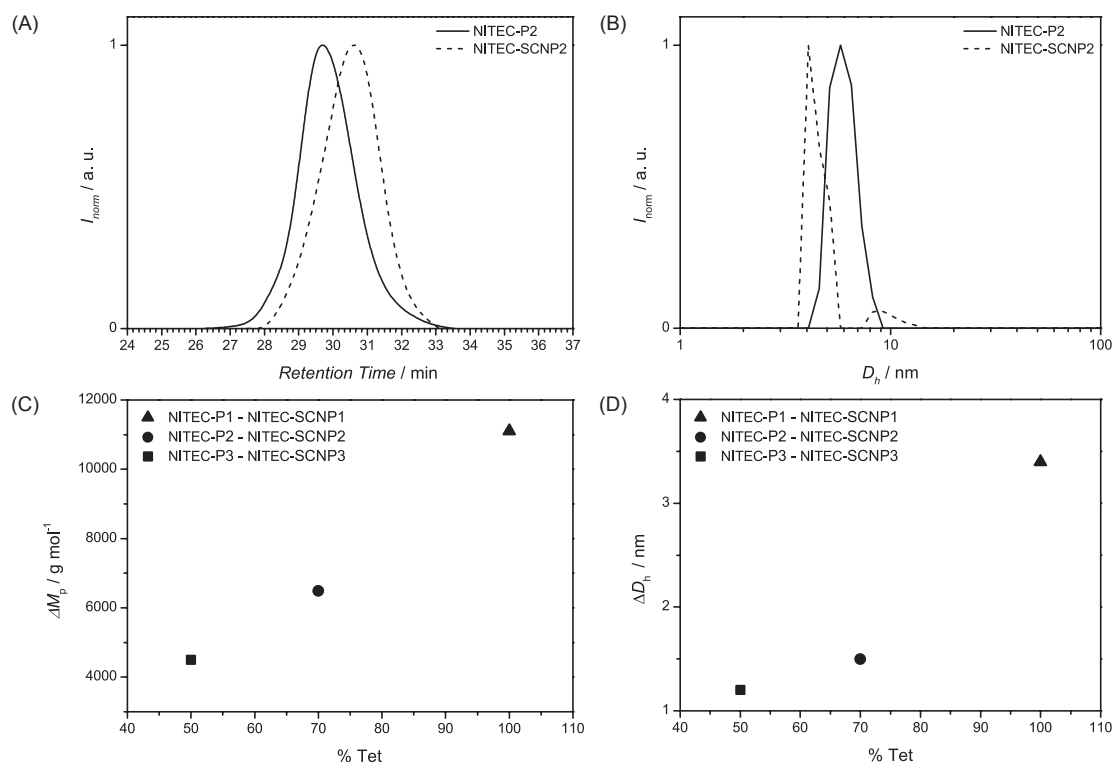 (A)
NITEC-P2
NITEC-SCNP2
1
0
I_norm / a. u.
24 25 26 27 28 29 30 31 32 33 34 35 36 37
Retention Time / min
(B)
NITEC-P2
NITEC-SCNP2
1
0
I_norm / a. u.
1 10 100
D_h / nm
(C)
NITEC-P1 - NITEC-SCNP1
NITEC-P2 - NITEC-SCNP2
NITEC-P3 - NITEC-SCNP3
12000
10000
8000
6000
4000
ΔM_p / g mol⁻¹
40 50 60 70 80 90 100 110
% Tet
(D)
NITEC-P1 - NITEC-SCNP1
NITEC-P2 - NITEC-SCNP2
NITEC-P3 - NITEC-SCNP3
4
3
2
1
ΔD_h / nm
40 50 60 70 80 90 100 110
% Tet